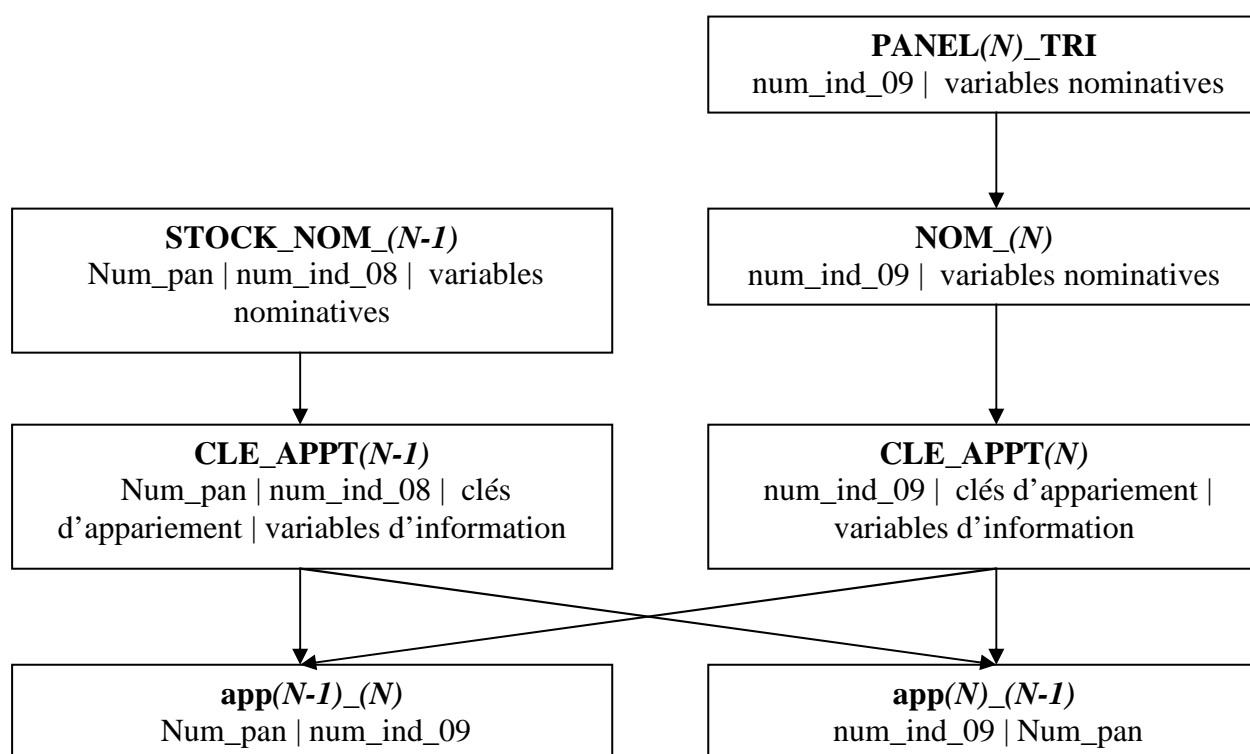 PANEL(N)_TRI
num_ind_09 | variables nominatives
STOCK_NOM_(N-1)
Num_pan | num_ind_08 | variables
nominatives
NOM_(N)
num_ind_09 | variables nominatives
CLE_APPT(N-1)
Num_pan | num_ind_08 | clés
d’appariement | variables d’information
CLE_APPT(N)
num_ind_09 | clés d’appariement |
variables d’information
app(N-1)_(N)
Num_pan | num_ind_09
app(N)_(N-1)
num_ind_09 | Num_pan